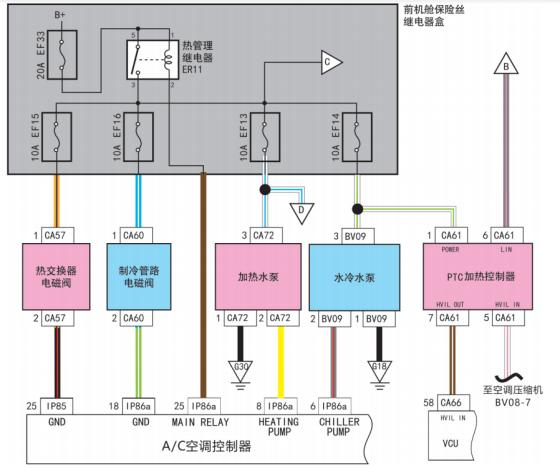 前机舱保险丝
继电器盒
B+
20A EF33
5
1
热管理
继电器
ER11
3
2
C
B
10A EF15
10A EF16
10A EF13
10A EF14
D
1 CA57
1 CA60
3 CA72
3 BV09
1 CA61
6 CA61
热交换器
电磁阀
制冷管路
电磁阀
加热水泵
水冷水泵
POWER
LIN
PTC加热控制器
HVIL OUT
HVIL IN
2 CA57
2 CA60
1 CA72
2 CA72
2 BV09
1 BV09
7 CA61
5 CA61
G30
G18
至空调压缩机
BV08-7
25 IP85
18 IP86a
25 IP86a
8 IP86a
6 IP86a
58 CA66
GND
GND
MAIN RELAY
HEATING
PUMP
CHILLER
PUMP
HVIL IN
A/C空调控制器
VCU